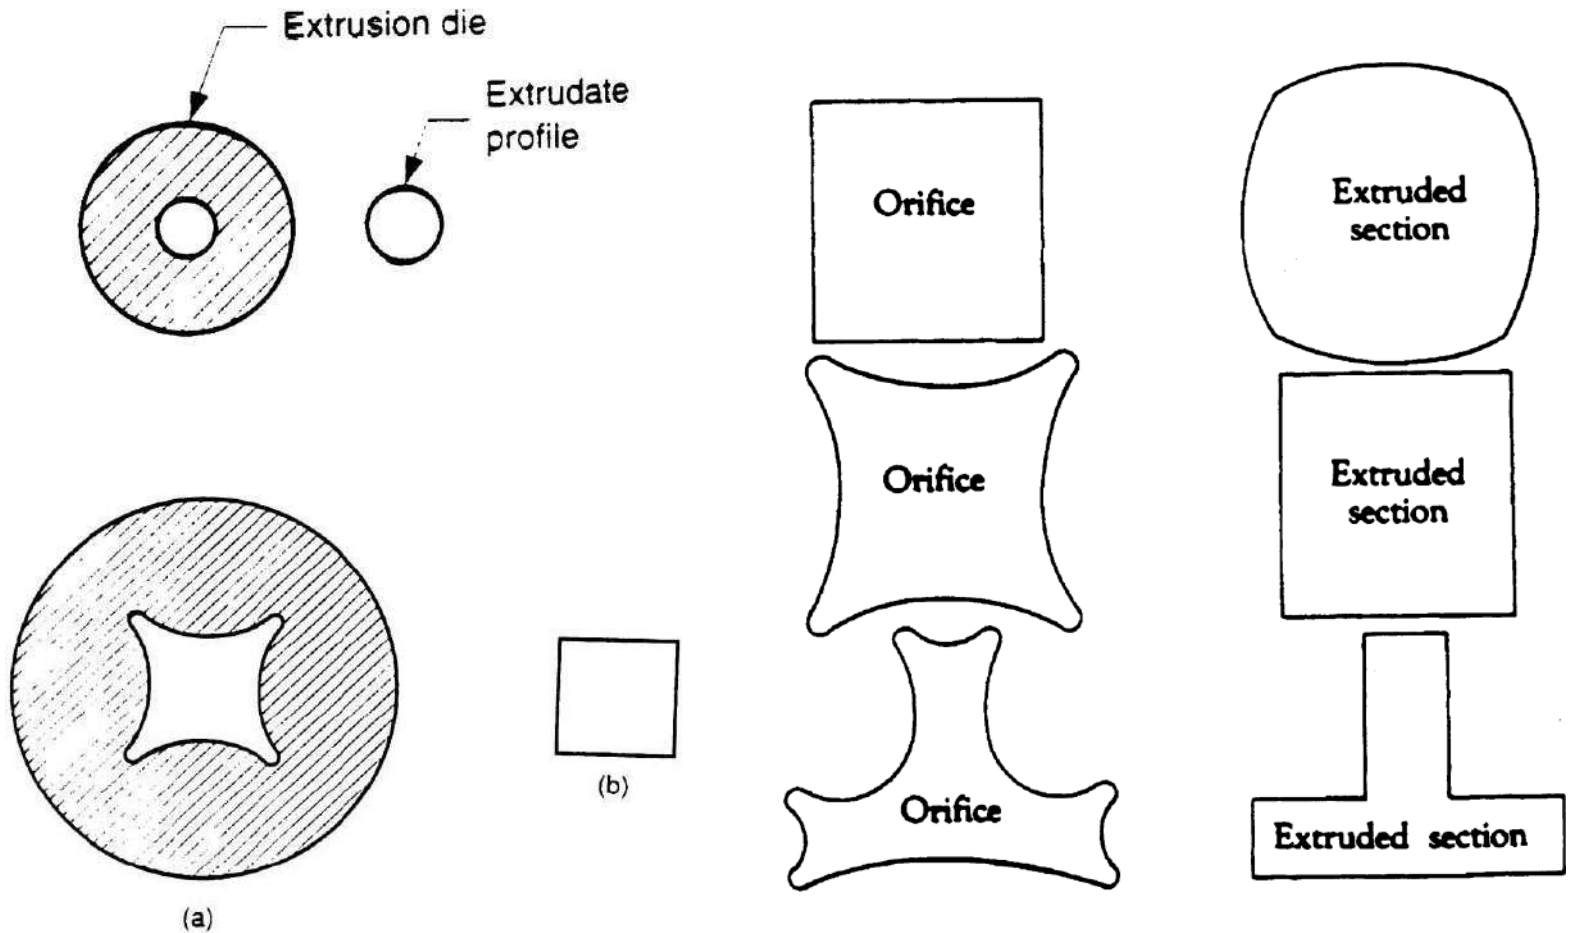 Extrusion die
Extrudate
profile
(a)
(b)
Orifice
Extruded
section
Orifice
Extruded
section
Orifice
Extruded section